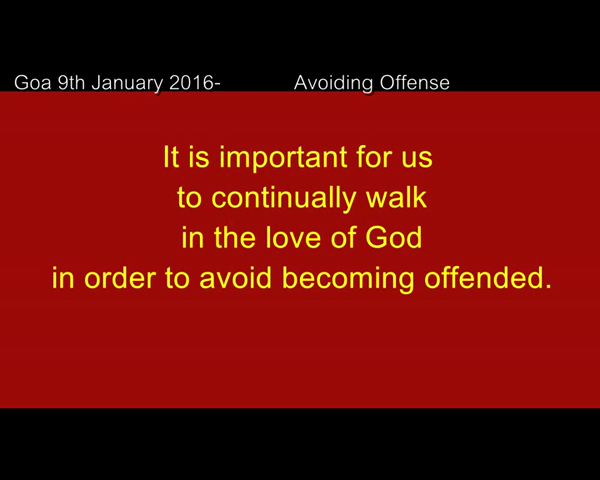 Goa 9th January 2016- Avoiding Offense
It is important for us
to continually walk
in the love of God
in order to avoid becoming offended.